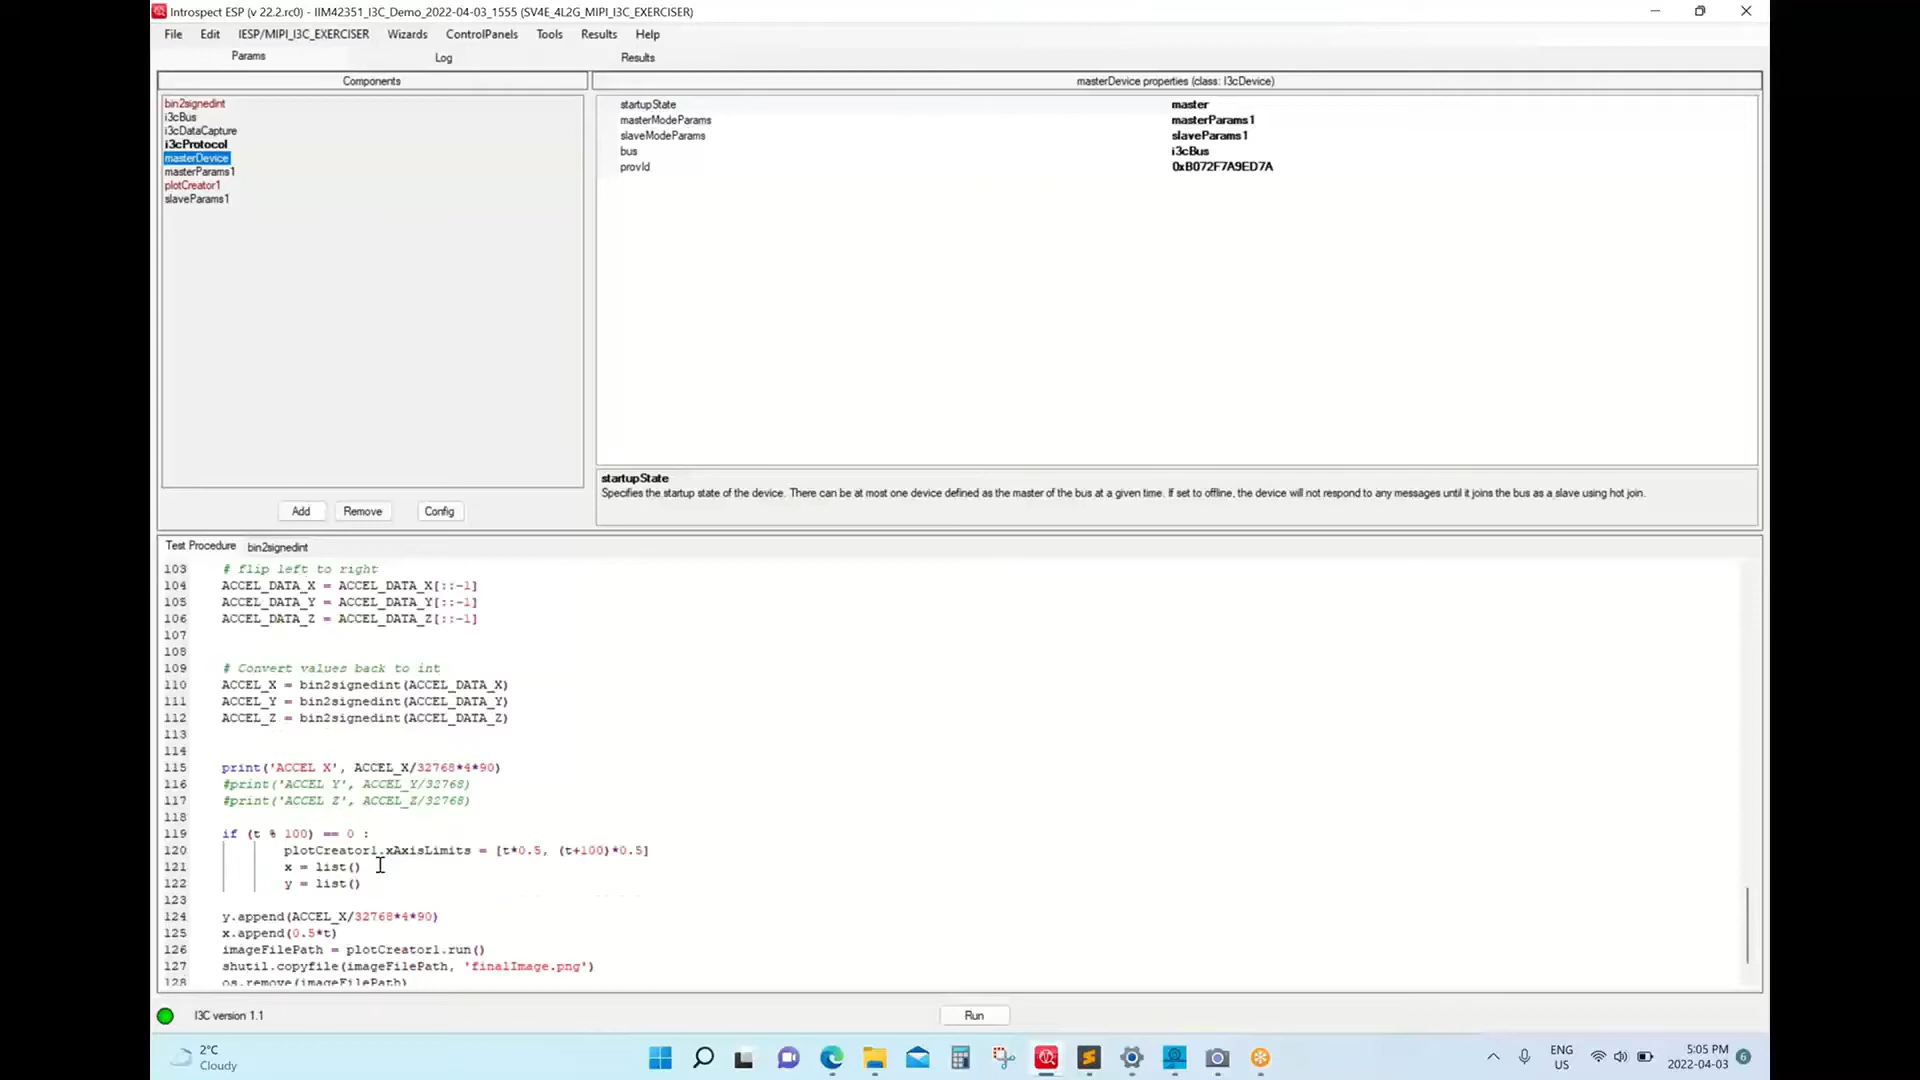 Introspect ESP (v 22.2.rc0) - IIM42351_I3C_Demo_2022-04-03_1555 (SV4E_4L2G_MIPI_I3C_EXERCISER)
File Edit IESP/MIPI_I3C_EXERCISER Wizards ControlPanels Tools Results Help
Params Log Results
Components
bin2signedint
i3cBus
i3cDataCapture
i3cProtocol
masterDevice
masterParams1
plotCreator1
slaveParams1
Add Remove Config
masterDevice properties (class: I3cDevice)
startupState master
masterModeParams masterParams1
slaveModeParams slaveParams1
bus i3cBus
provId 0xB072F7A9ED7A
startupState
Specifies the startup state of the device. There can be at most one device defined as the master of the bus at a given time. If set to offline, the device will not respond to any messages until it joins the bus as a slave using hot join.
Test Procedure bin2signedint
103 # flip left to right
104 ACCEL_DATA_X = ACCEL_DATA_X[::-1]
105 ACCEL_DATA_Y = ACCEL_DATA_Y[::-1]
106 ACCEL_DATA_Z = ACCEL_DATA_Z[::-1]
107
108
109 # Convert values back to int
110 ACCEL_X = bin2signedint(ACCEL_DATA_X)
111 ACCEL_Y = bin2signedint(ACCEL_DATA_Y)
112 ACCEL_Z = bin2signedint(ACCEL_DATA_Z)
113
114
115 print('ACCEL X', ACCEL_X/32768*4*90)
116 #print('ACCEL Y', ACCEL_Y/32768)
117 #print('ACCEL Z', ACCEL_Z/32768)
118
119 if (t % 100) == 0 :
120 plotCreator1.xAxisLimits = [t*0.5, (t+100)*0.5]
121 x = list()
122 y = list()
123
124 y.append(ACCEL_X/32768*4*90)
125 x.append(0.5*t)
126 imageFilePath = plotCreator1.run()
127 shutil.copyfile(imageFilePath, 'finalImage.png')
128 os.remove(imageFilePath)
I3C version 1.1
Run
2°C
Cloudy
ENG
US
5:05 PM
2022-04-03
6